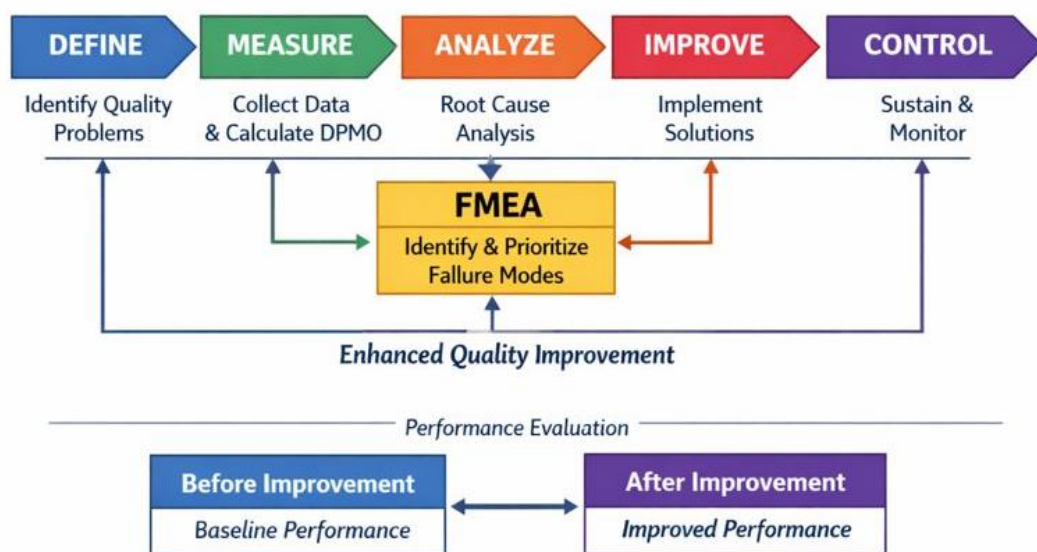 DEFINE
MEASURE
ANALYZE
IMPROVE
CONTROL
Identify Quality
Problems
Collect Data
& Calculate DPMO
Root Cause
Analysis
Implement
Solutions
Sustain &
Monitor
FMEA
Identify & Prioritize
Fallure Modes
Enhanced Quality Improvement
Performance Evaluation
Before Improvement
Baseline Performance
After Improvement
Improved Performance